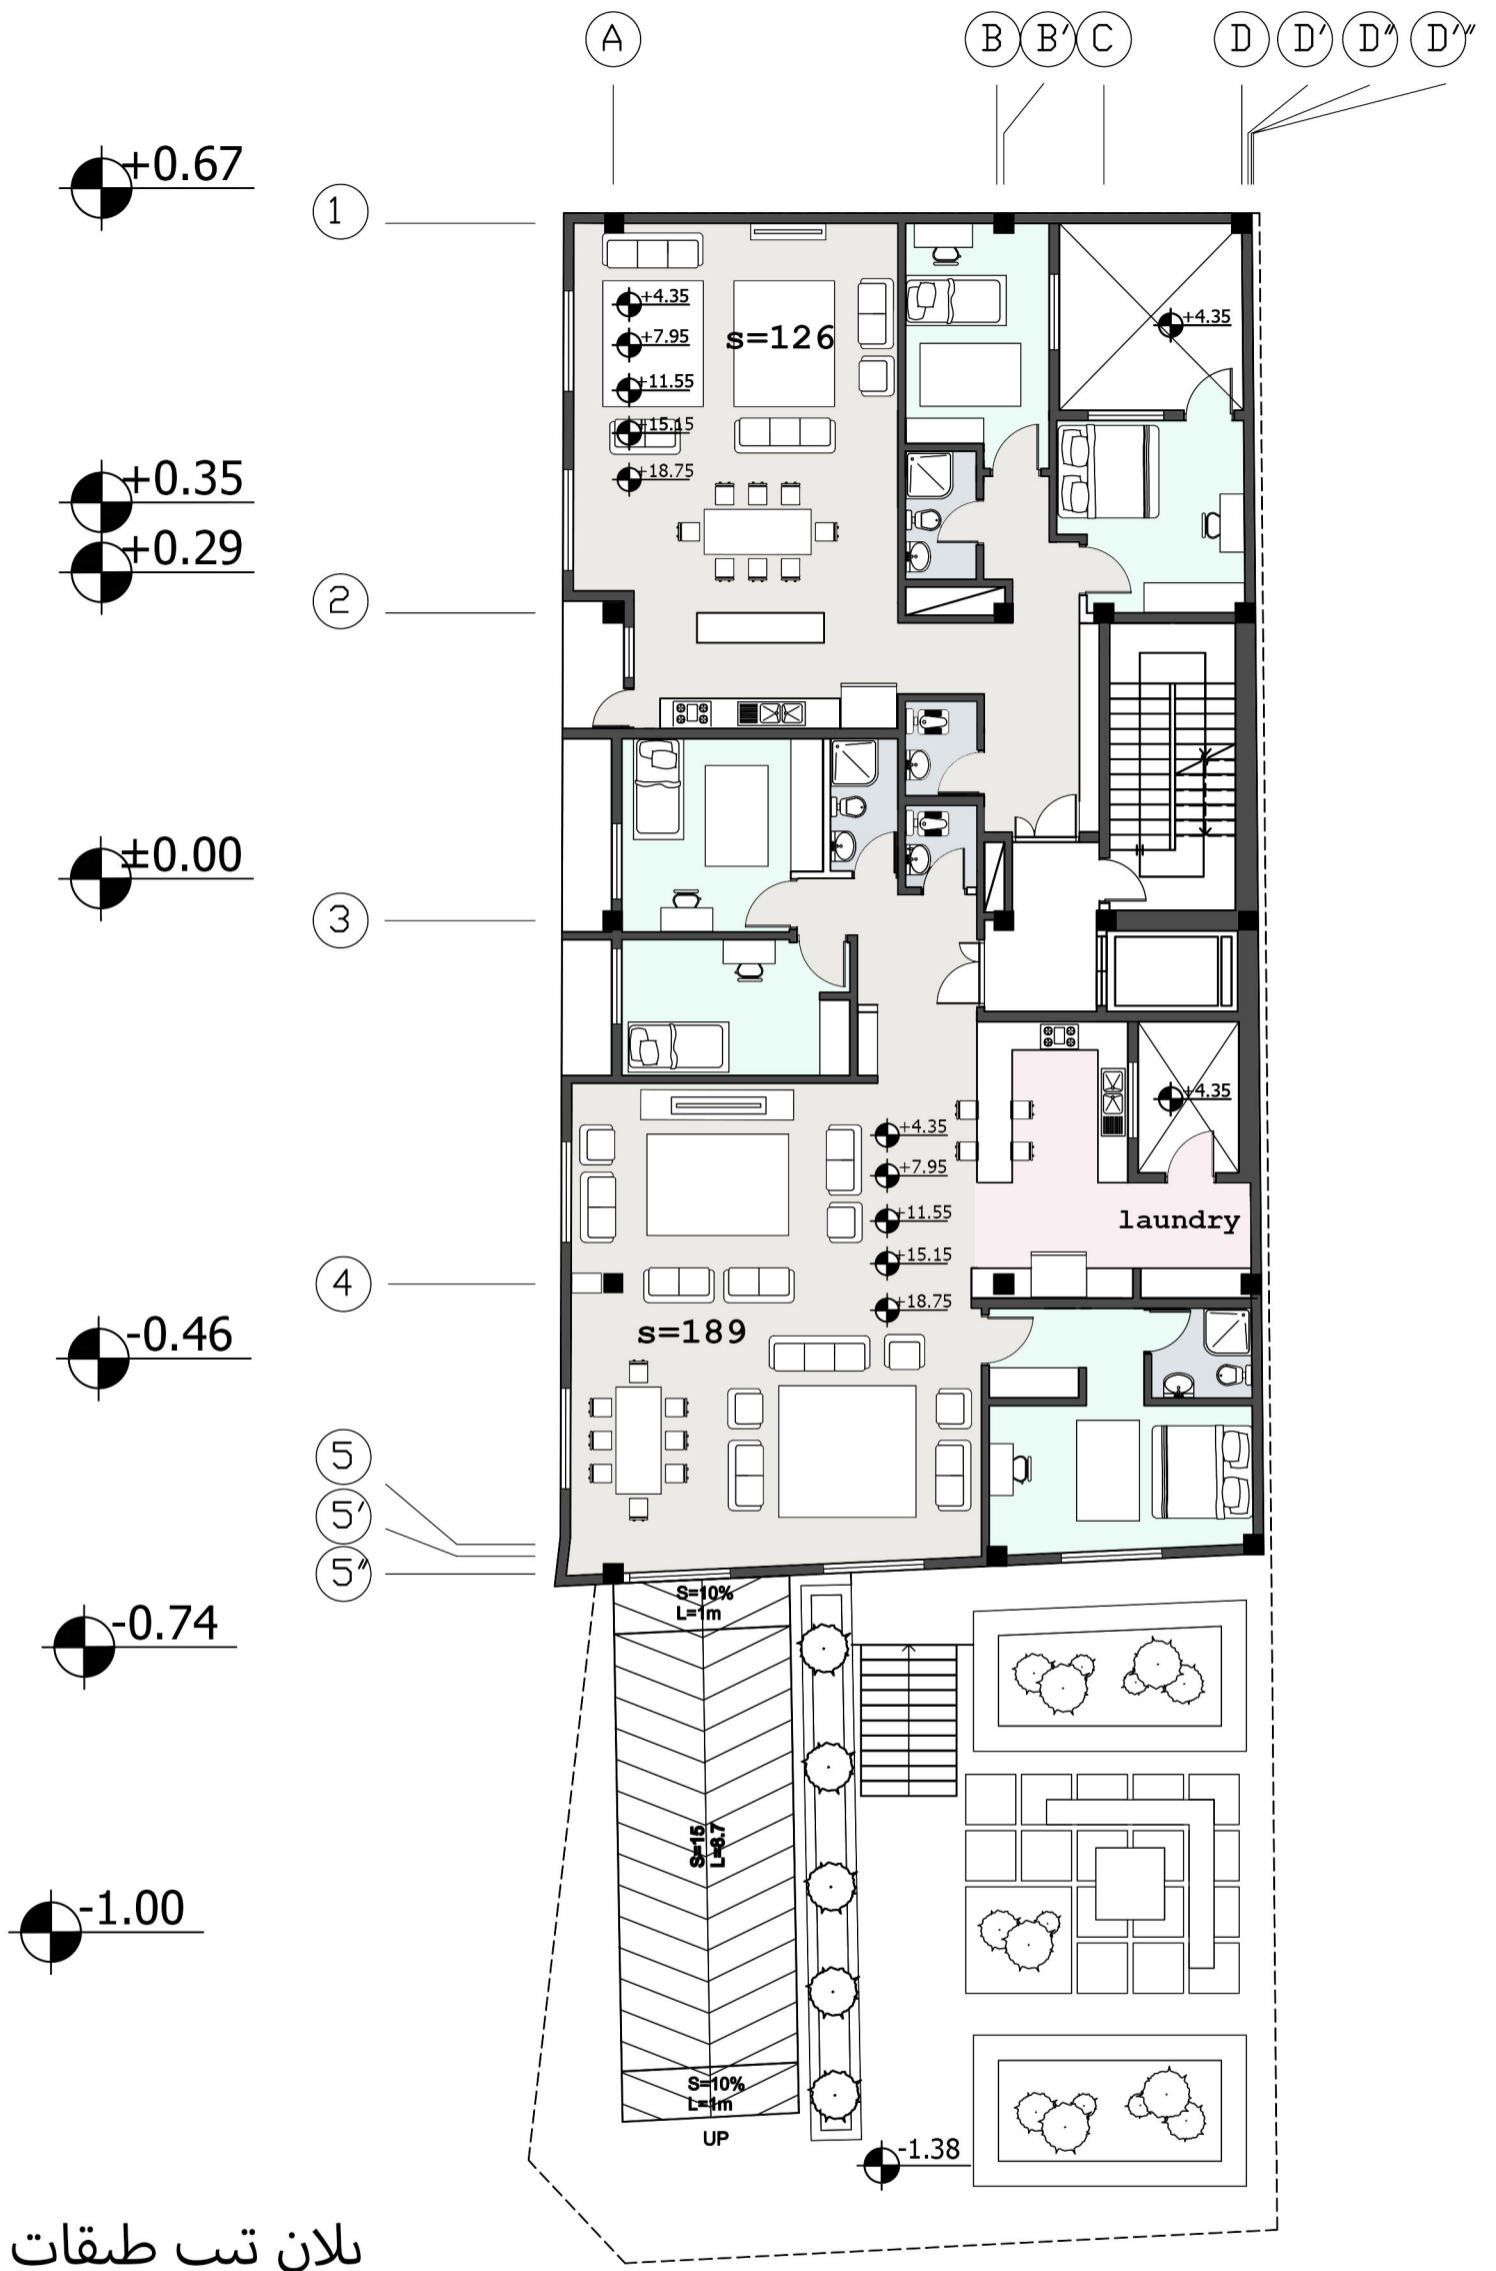 A B B' C D D' D'' D'''
+0.67
1
+4.35
+7.95
s=126
+4.35
+11.55
+15.15
+18.75
+0.35
+0.29
2
±0.00
3
+4.35
+4.35
+7.95
+11.55
laundry
+15.15
4
+18.75
-0.46
s=189
5
5'
5''
S=10%
L=1m
-0.74
S=15
L=8.7
-1.00
S=10%
L=1m
UP
-1.38
پلان تیپ طبقات